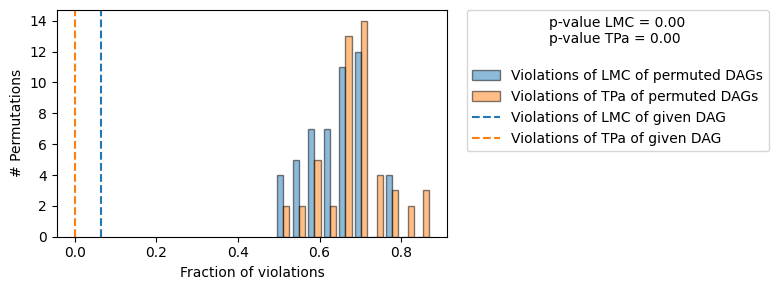 14
12
10
8
6
4
2
0
# Permutations
0.0 0.2 0.4 0.6 0.8
Fraction of violations
p-value LMC = 0.00
p-value TPa = 0.00
Violations of LMC of permuted DAGs
Violations of TPa of permuted DAGs
Violations of LMC of given DAG
Violations of TPa of given DAG